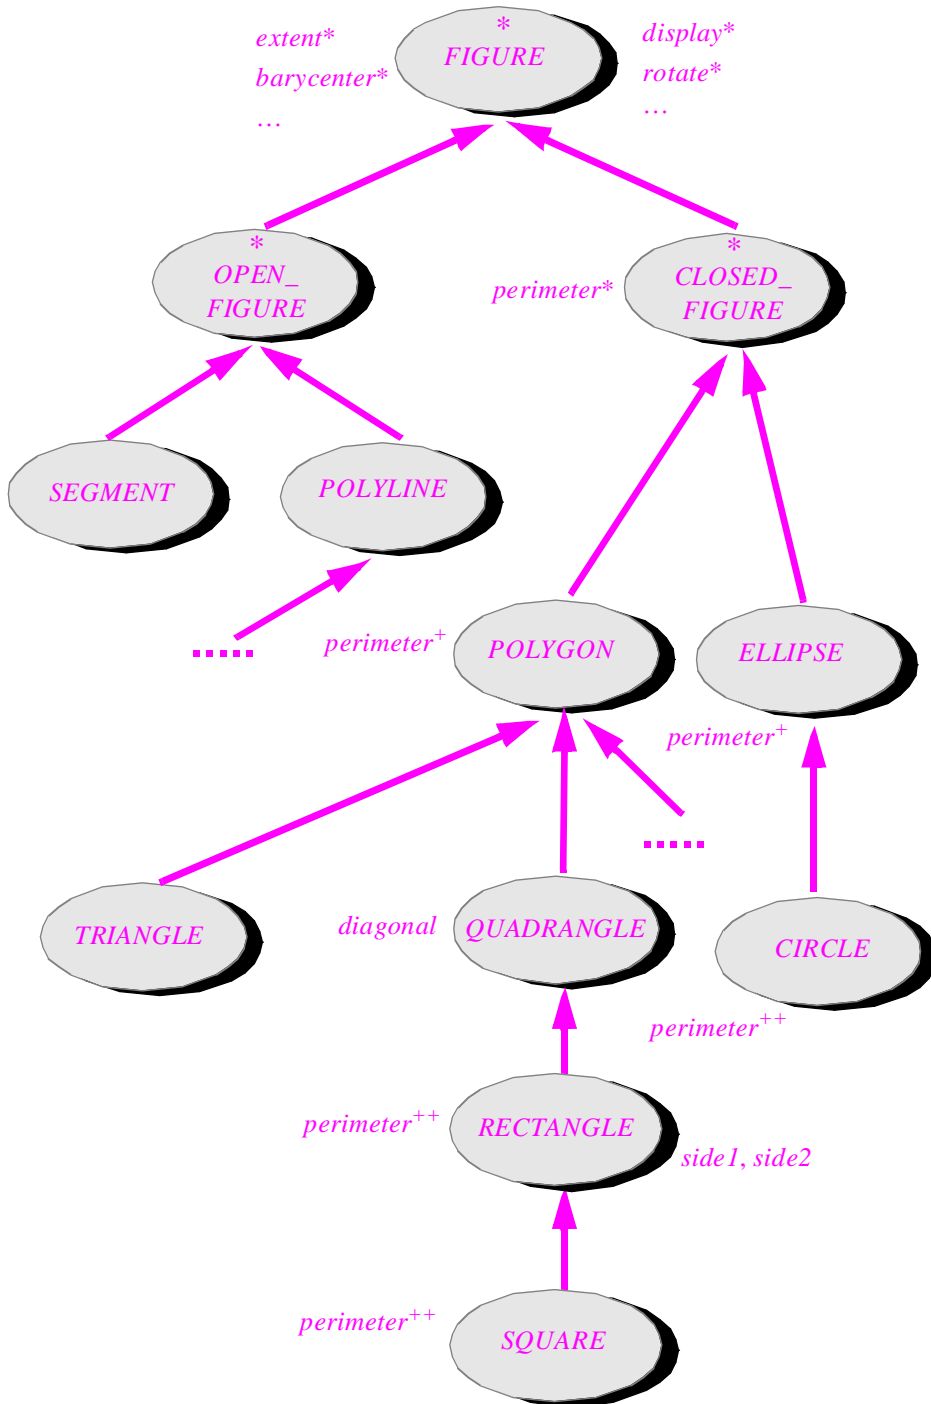 extent*
barycenter*
…
*
FIGURE
display*
rotate*
…
*
OPEN_
FIGURE
perimeter*
*
CLOSED_
FIGURE
SEGMENT
POLYLINE
perimeter+
POLYGON
ELLIPSE
perimeter+
TRIANGLE
diagonal
QUADRANGLE
CIRCLE
perimeter++
perimeter++
RECTANGLE
side1, side2
perimeter++
SQUARE